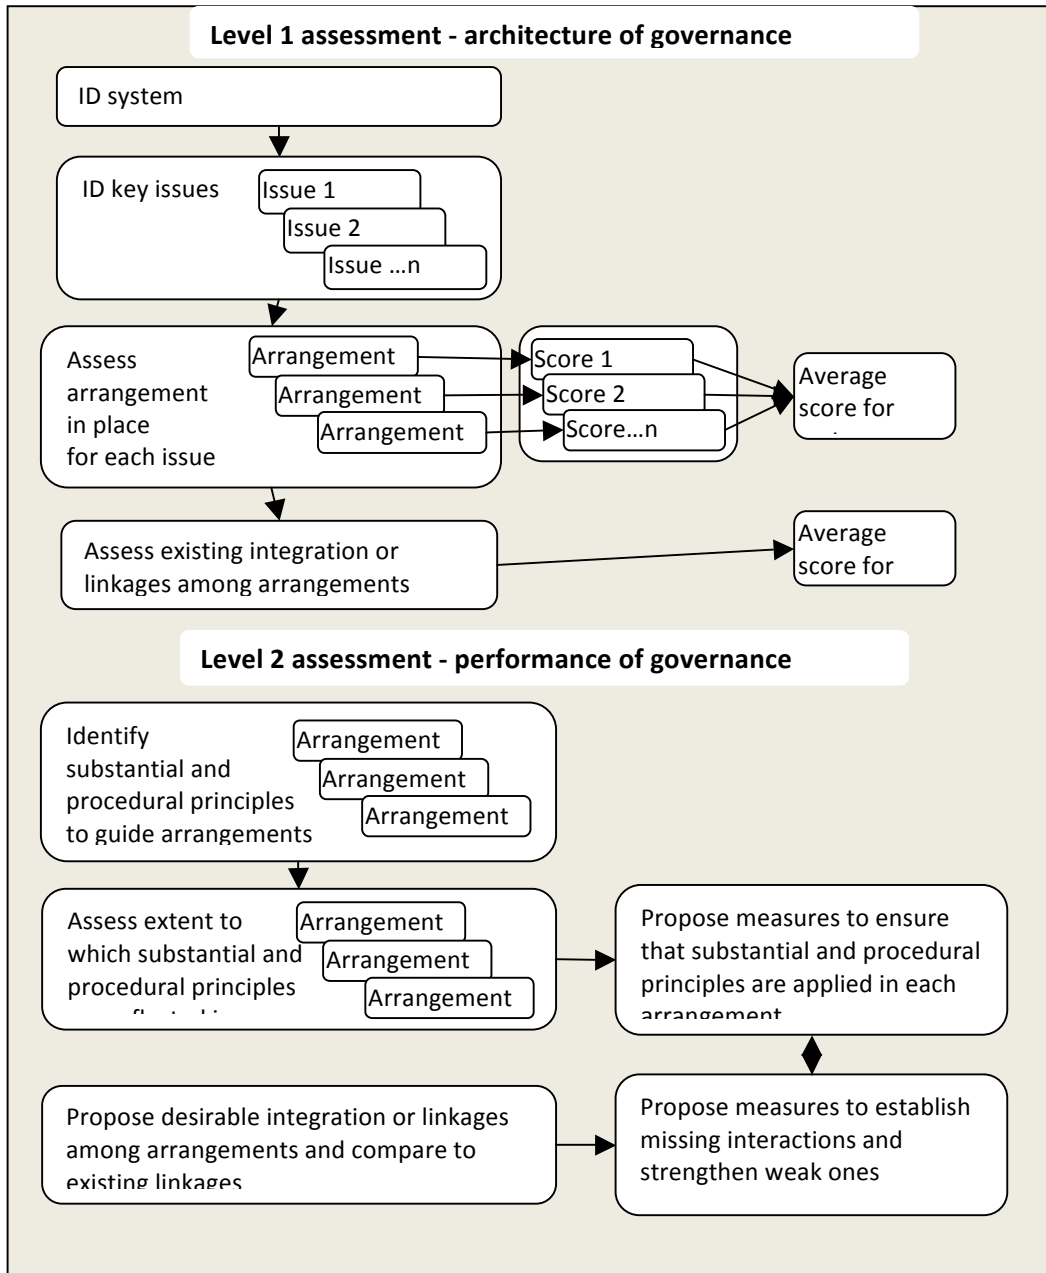 Level 1 assessment - architecture of governance
ID system
ID key issues
Issue 1
Issue 2
Issue ...n
Assess
arrangement
in place
for each issue
Arrangement
Arrangement
Arrangement
Score 1
Score 2
Score...n
Average
score for
Assess existing integration or
linkages among arrangements
Average
score for
Level 2 assessment - performance of governance
Identify
substantial and
procedural principles
to guide arrangements
Arrangement
Arrangement
Arrangement
Assess extent to
which substantial and
procedural principles
Arrangement
Arrangement
Arrangement
Propose measures to ensure
that substantial and procedural
principles are applied in each
arrangement
Propose desirable integration or linkages
among arrangements and compare to
existing linkages
Propose measures to establish
missing interactions and
strengthen weak ones